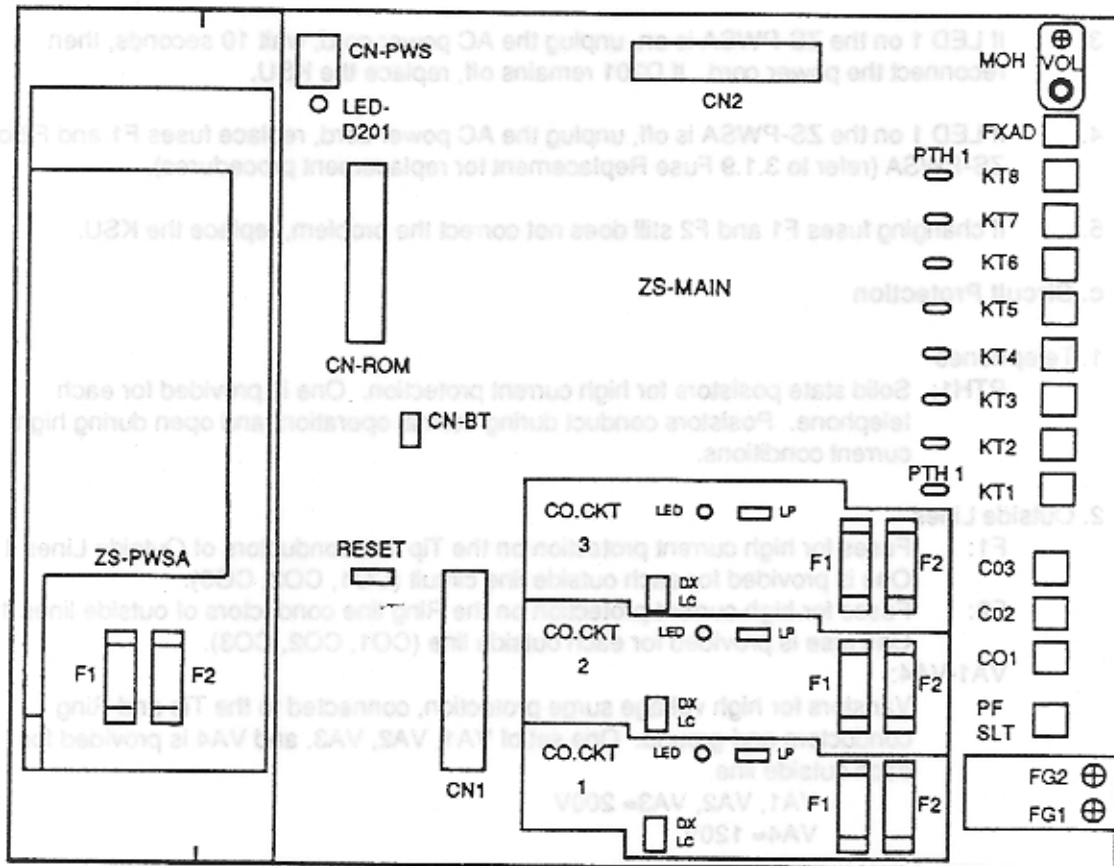 CN-PWS
LED-
D201
CN2
MOH
VOL
FXAD
PTH 1
KT8
KT7
KT6
KT5
KT4
KT3
KT2
PTH 1
KT1
ZS-MAIN
CN-ROM
CN-BT
ZS-PWSA
F1
F2
RESET
CN1
CO.CKT
3
LED
LP
DX
LC
F1
F2
CO.CKT
2
LED
LP
DX
LC
F1
F2
CO.CKT
1
LED
LP
DX
LC
F1
F2
C03
C02
CO1
PF
SLT
FG2
FG1
If LED 1 on the ZS-PWSA is on, unplug the AC power cord, wait 10 seconds, then
reconnect the power cord. If D201 remains off, replace the KSU.
4. If LED 1 on the ZS-PWSA is off, unplug the AC power cord, replace fuses F1 and
(refer to 3.1.9 Fuse Replacement for replacement procedures).
5. If changing fuses F1 and F2 still does not correct the problem, replace the KSU.
c. Circuit Protection
1.
PTH1: Solid state posistors for high current protection. One is provided for each
telephone. Posistors conduct during operation and open during high
current conditions.
2. Outside Lines
F1: Fuses for high current protection on the Tip conductors of Outside Lines
One is provided for each outside line circuit (CO1, CO2, CO3).
Fuses for high current protection on the Ring line conductors of outside lines
is provided for each outside line (CO1, CO2, CO3).
VA1-VA4:
Varistors for high voltage surge protection, connected to the Tip and Ring
conductors and ground. One set of VA1, VA2, VA3, and VA4 is provided for
outside line
VA1, VA2, VA3= 200V
VA4= 120